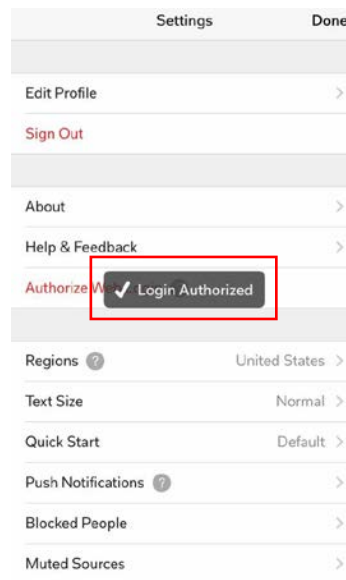 Settings Done
Edit Profile
Sign Out
About
Help & Feedback
Authorize
✓ Login Authorized
Regions ?
United States
Text Size Normal
Quick Start Default
Push Notifications ?
Blocked People
Muted Sources